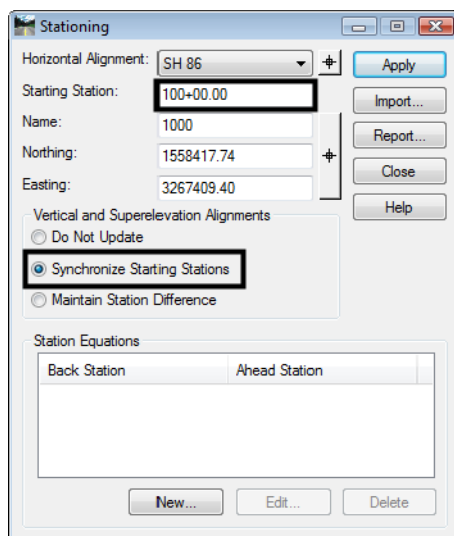 Stationing
Horizontal Alignment: SH 86 Apply
Starting Station: 100+00.00 Import...
Name: 1000 Report...
Northing: 1558417.74 Close
Easting: 3267409.40 Help
Vertical and Superelevation Alignments
Do Not Update
Synchronize Starting Stations
Maintain Station Difference
Station Equations
Back Station Ahead Station
New... Edit... Delete